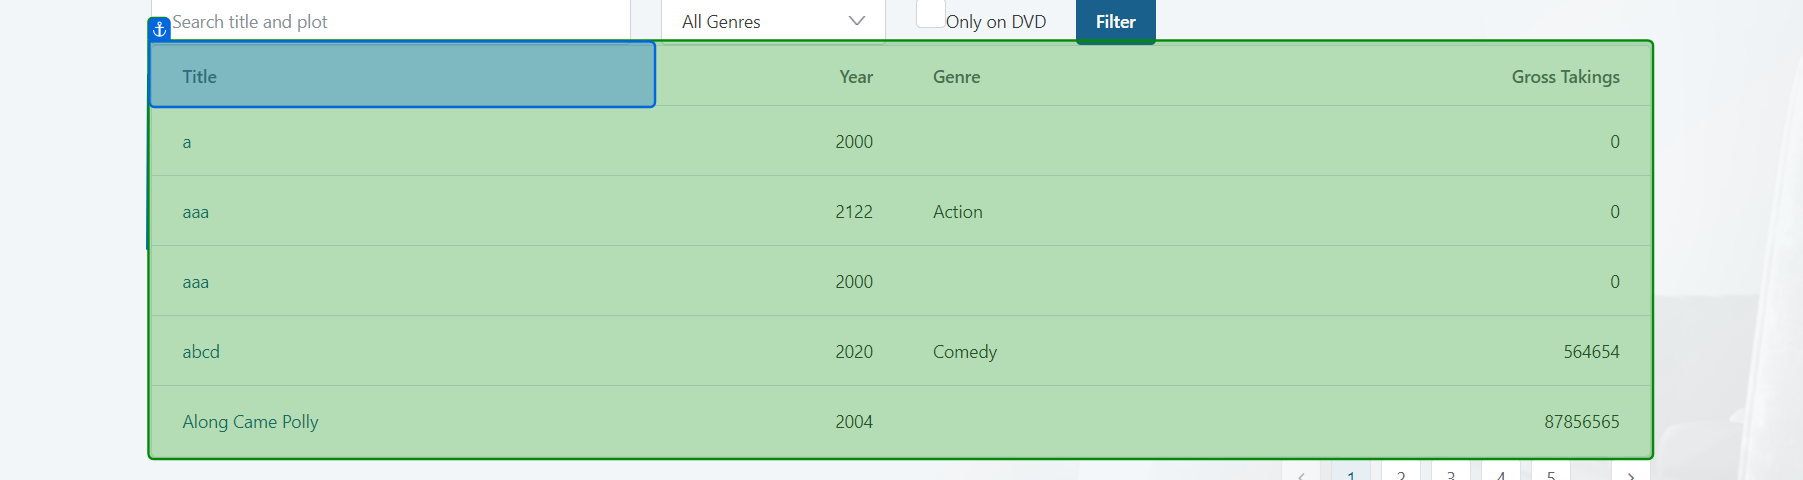 Search title and plot All Genres Only on DVD Filter
Title Year Genre Gross Takings
a 2000 0
aaa 2122 Action 0
aaa 2000 0
abcd 2020 Comedy 564654
Along Came Polly 2004 87856565
1 2 3 4 5